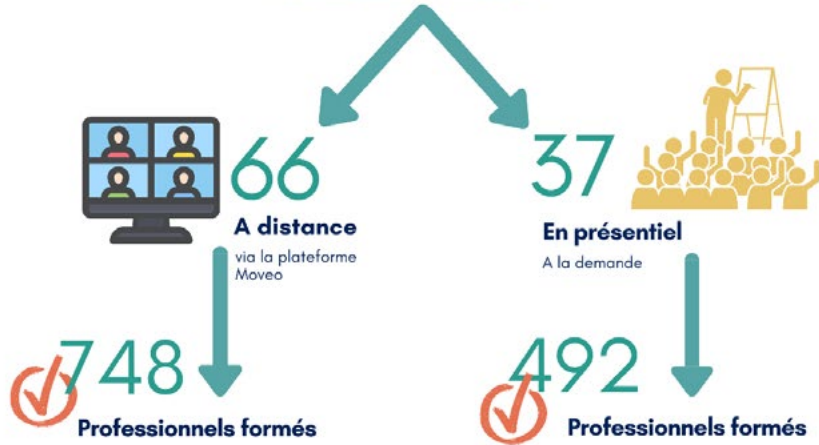 66
A distance
via la plateforme
Moveo
748
Professionnels formés
37
En présentiel
A la demande
492
Professionnels formés